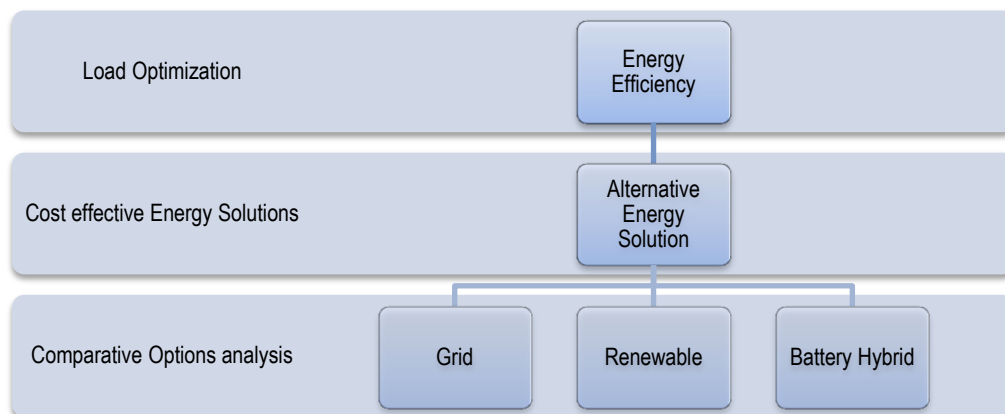 Load Optimization
Energy
Efficiency
Cost effective Energy Solutions
Alternative
Energy
Solution
Comparative Options analysis
Grid
Renewable
Battery Hybrid